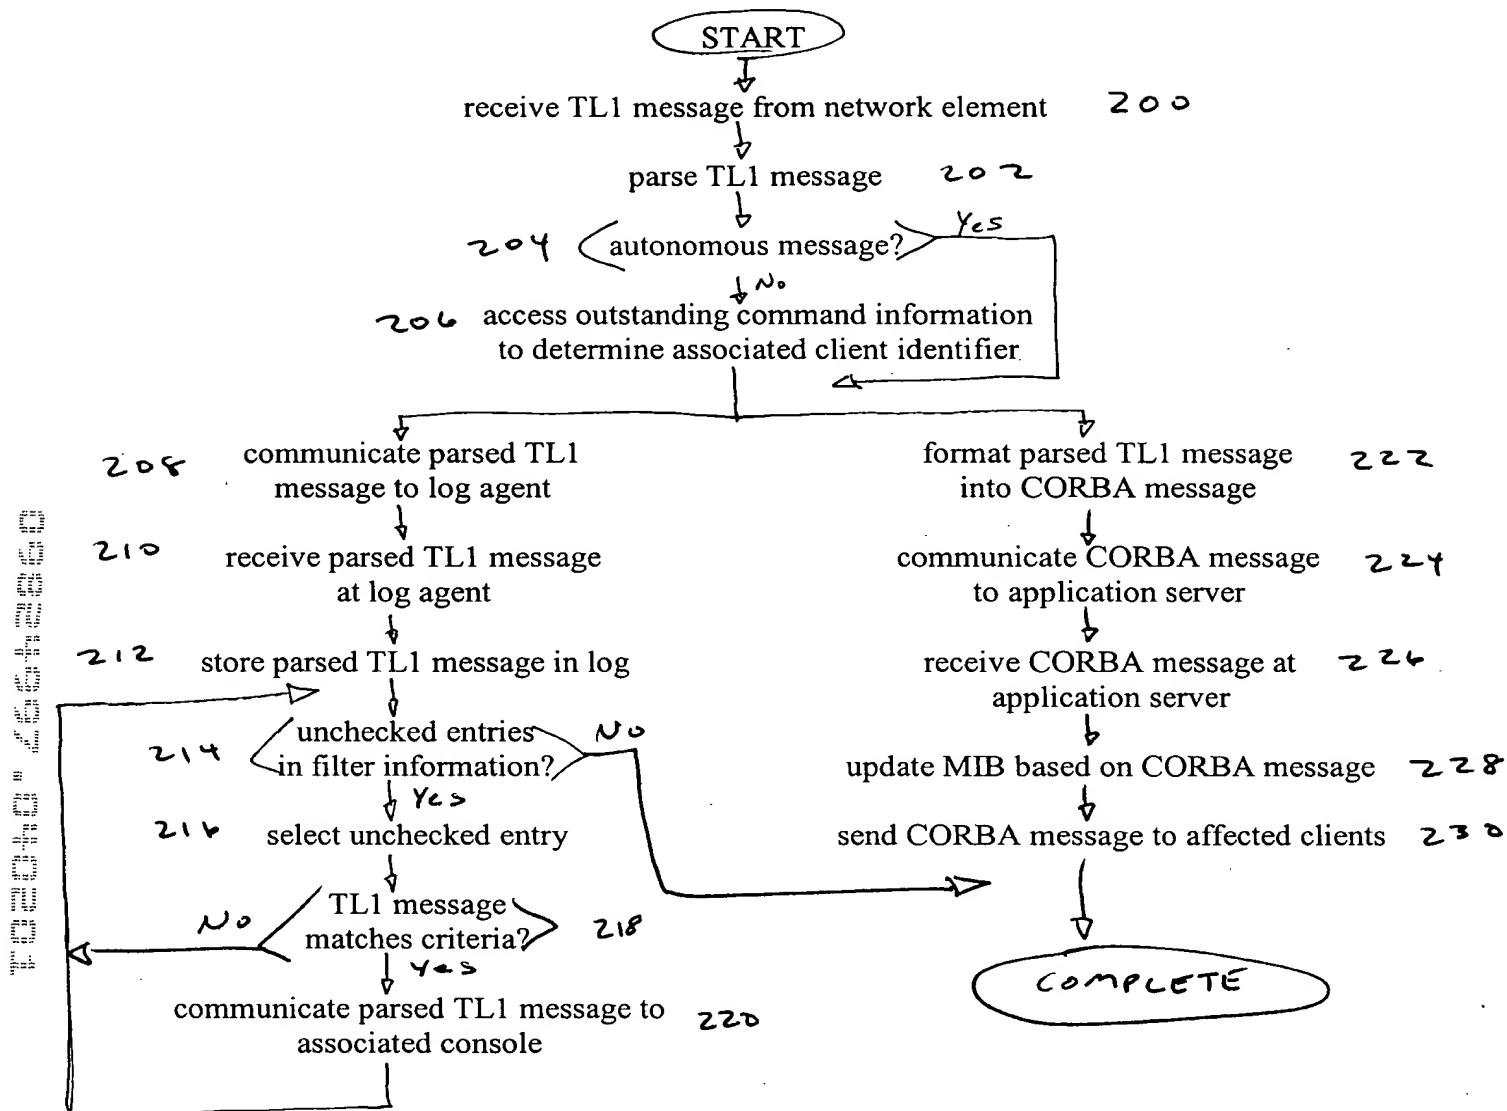 START
receive TL1 message from network element 200
parse TL1 message 202
204 autonomous message? Yes
No
206 access outstanding command information
to determine associated client identifier
208 communicate parsed TL1
message to log agent
210 receive parsed TL1 message
at log agent
212 store parsed TL1 message in log
214 unchecked entries
in filter information? No
Yes
216 select unchecked entry
No TL1 message
matches criteria? 218
Yes
communicate parsed TL1 message to
associated console 220
format parsed TL1 message
into CORBA message 222
communicate CORBA message
to application server 224
receive CORBA message at
application server 226
update MIB based on CORBA message 228
send CORBA message to affected clients 230
COMPLETE